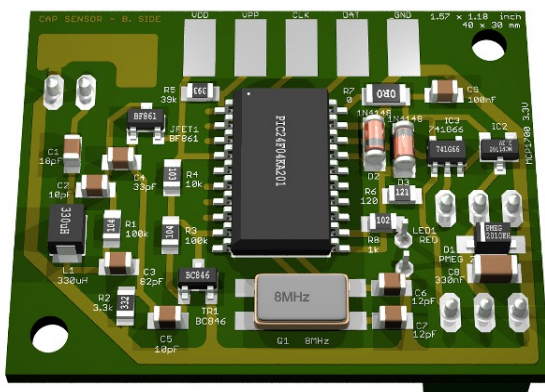 CAP SENSOR - B. SIDE
VDD
VPP
CLK
DAT
GND
1.57 x 1.18 inch
40 x 30 mm
R5
39k
393
BF861
JFET1
BF861
R7
0
0R0
C9
100nF
1N4148
1N4148
IC3
741G66
741G66
IC2
MCP1700 3.3V
PIC24F04KA201
C1
18pF
C4
33pF
C2
10pF
R4
10k
103
D2
D3
R6
120
121
330uH
L1
330uH
R1
100k
104
R3
100k
104
R8
1k
102
LED1
RED
D1
PMEG
2010EH
C8
330nF
C3
82pF
BC846
TR1
BC846
R2
3.3k
332
C5
10pF
8MHz
G1 8MHz
C6
12pF
C7
12pF